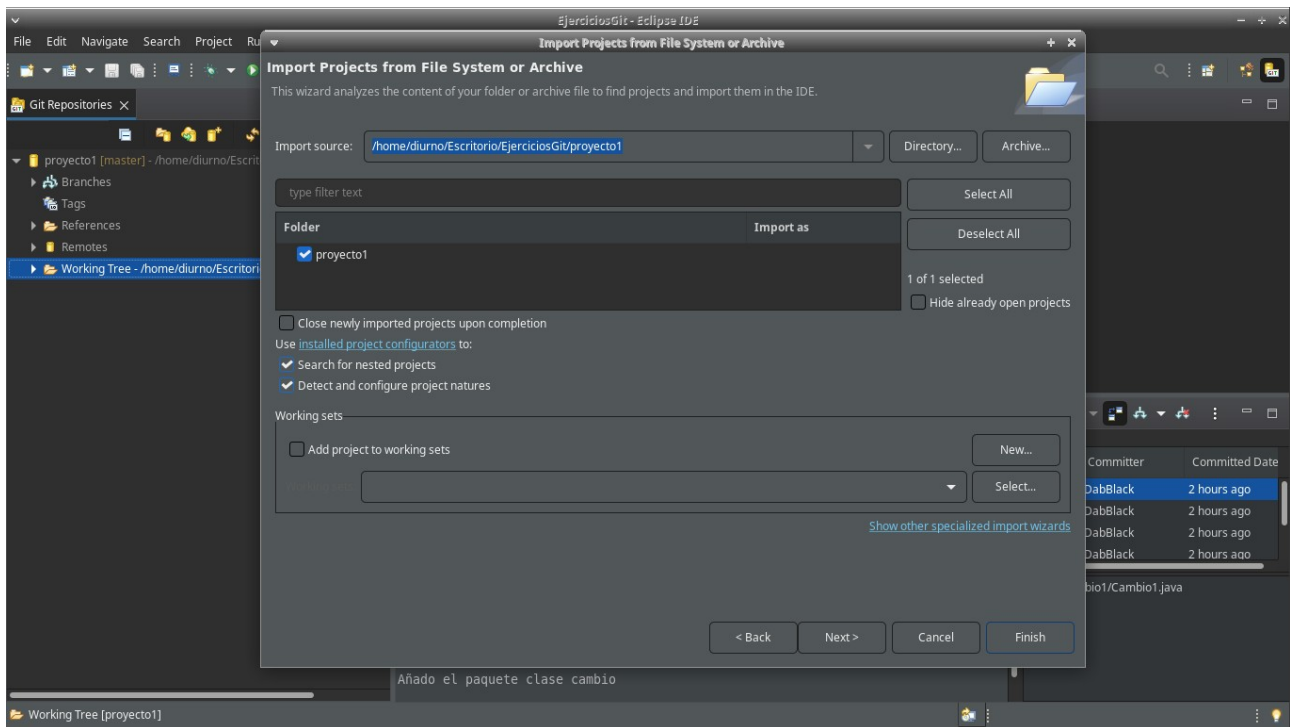 EjerciciosGit - Eclipse IDE
File Edit Navigate Search Project Ru
Import Projects from File System or Archive
Import Projects from File System or Archive
This wizard analyzes the content of your folder or archive file to find projects and import them in the IDE.
Git Repositories
proyecto1 [master] - /home/diurno/Escrit
Branches
Tags
References
Remotes
Working Tree - /home/diurno/Escritori
Import source: /home/diurno/Escritorio/EjerciciosGit/proyecto1 Directory... Archive...
type filter text Select All
Folder Import as
Deselect All
proyecto1
1 of 1 selected
Hide already open projects
Close newly imported projects upon completion
Use installed project configurators to:
Search for nested projects
Detect and configure project natures
Working sets
Add project to working sets New...
Select...
Show other specialized import wizards
< Back Next > Cancel Finish
Committer Committed Date
DabBlack 2 hours ago
DabBlack 2 hours ago
DabBlack 2 hours ago
DabBlack 2 hours ago
bio1/Cambio1.java
Añado el paquete clase cambio
Working Tree [proyecto1]